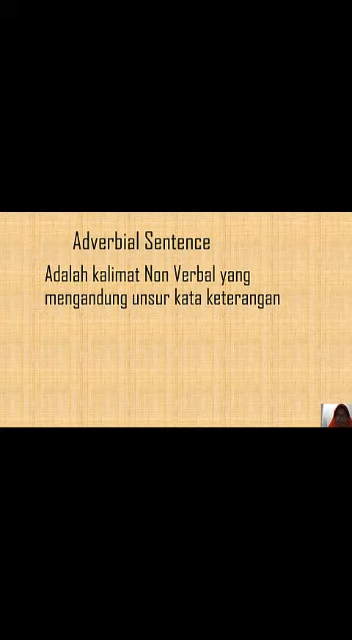 Adverbial Sentence
Adalah kalimat Non Verbal yang
mengandung unsur kata keterangan